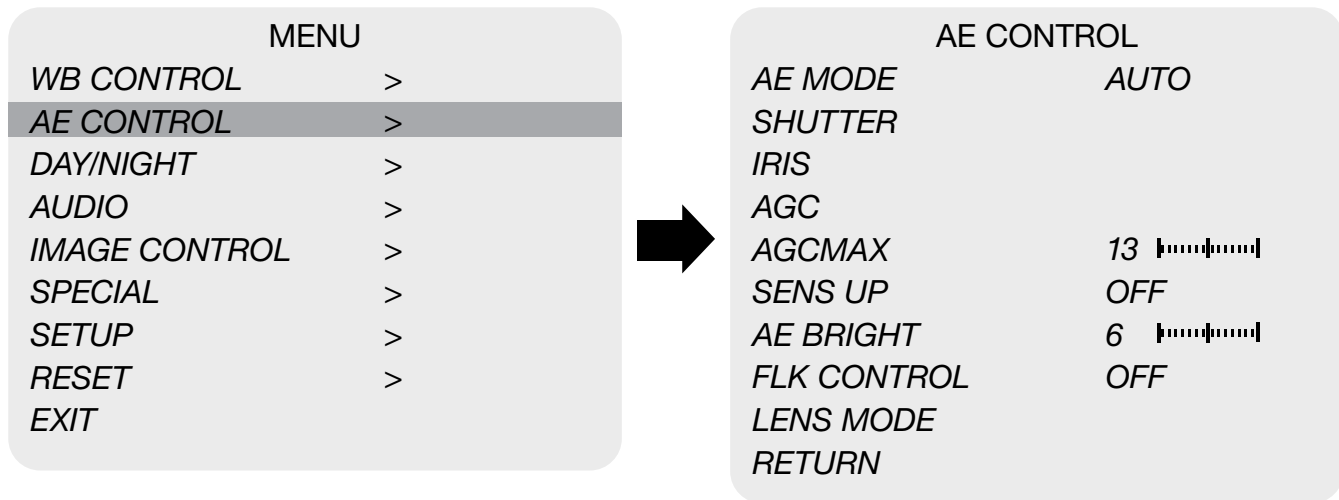 MENU
WB CONTROL >
AE CONTROL >
DAY/NIGHT >
AUDIO >
IMAGE CONTROL >
SPECIAL >
SETUP >
RESET >
EXIT
AE CONTROL
AE MODE AUTO
SHUTTER
IRIS
AGC
AGCMAX 13
SENS UP OFF
AE BRIGHT 6
FLK CONTROL OFF
LENS MODE
RETURN